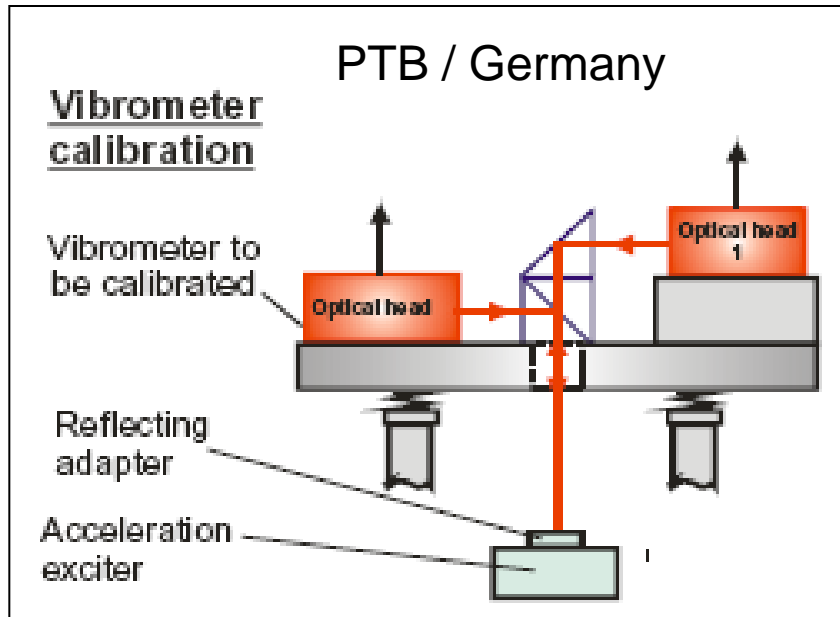 PTB / Germany
Vibrometer
calibration
Vibrometer to
be calibrated
Optical head
Optical head
1
Reflecting
adapter
Acceleration
exciter